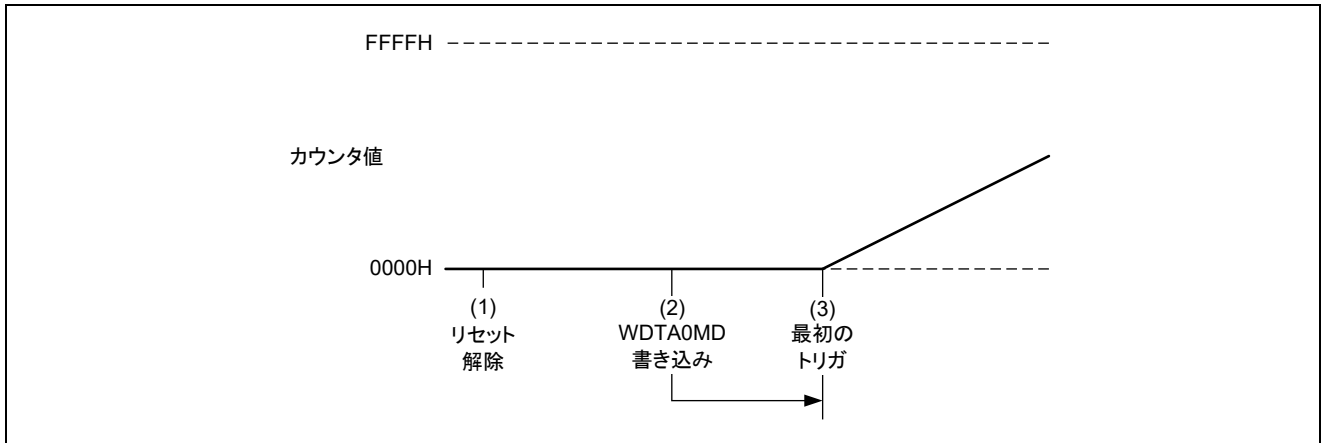 FFFFH
カウンタ値
0000H
(1)
リセット
解除
(2)
WDTA0MD
書き込み
(3)
最初の
トリガ